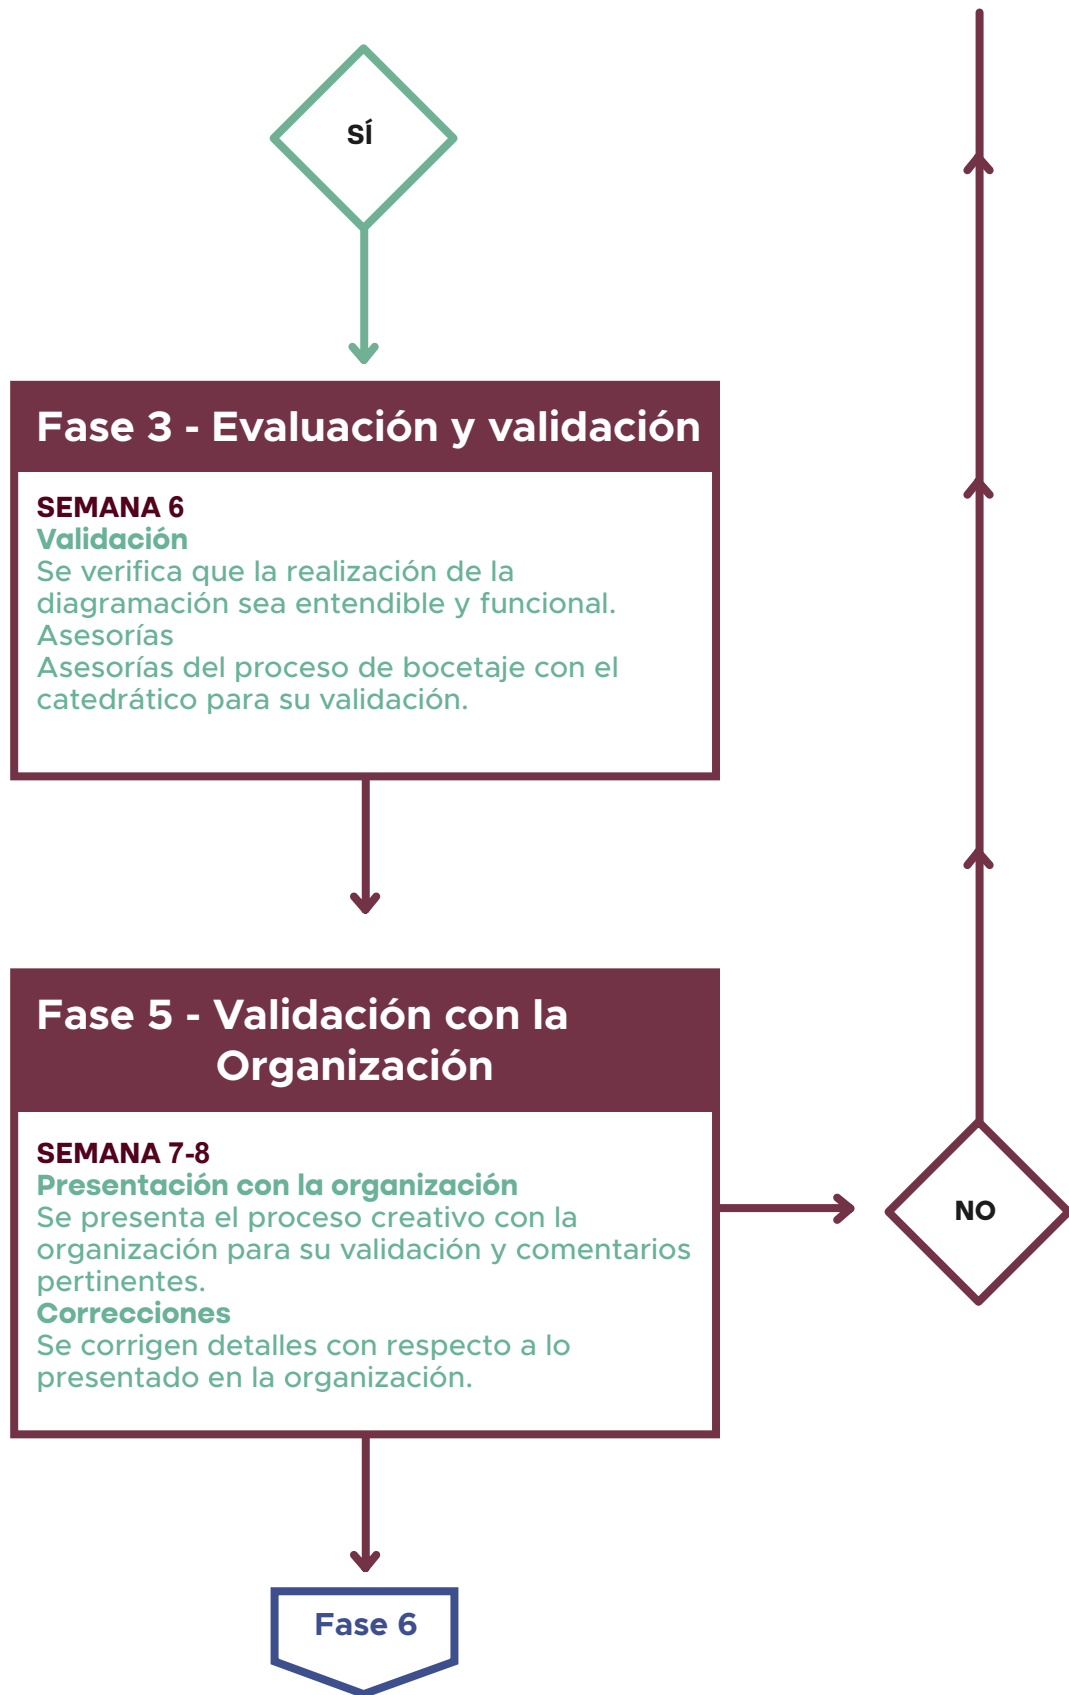 SÍ
Fase 3 - Evaluación y validación
SEMANA 6
Validación
Se verifica que la realización de la
diagramación sea entendible y funcional.
Asesorías
Asesorías del proceso de bocetaje con el
catedrático para su validación.
Fase 5 - Validación con la
Organización
SEMANA 7-8
Presentación con la organización
Se presenta el proceso creativo con la
organización para su validación y comentarios
pertinentes.
Correcciones
Se corrigen detalles con respecto a lo
presentado en la organización.
NO
Fase 6